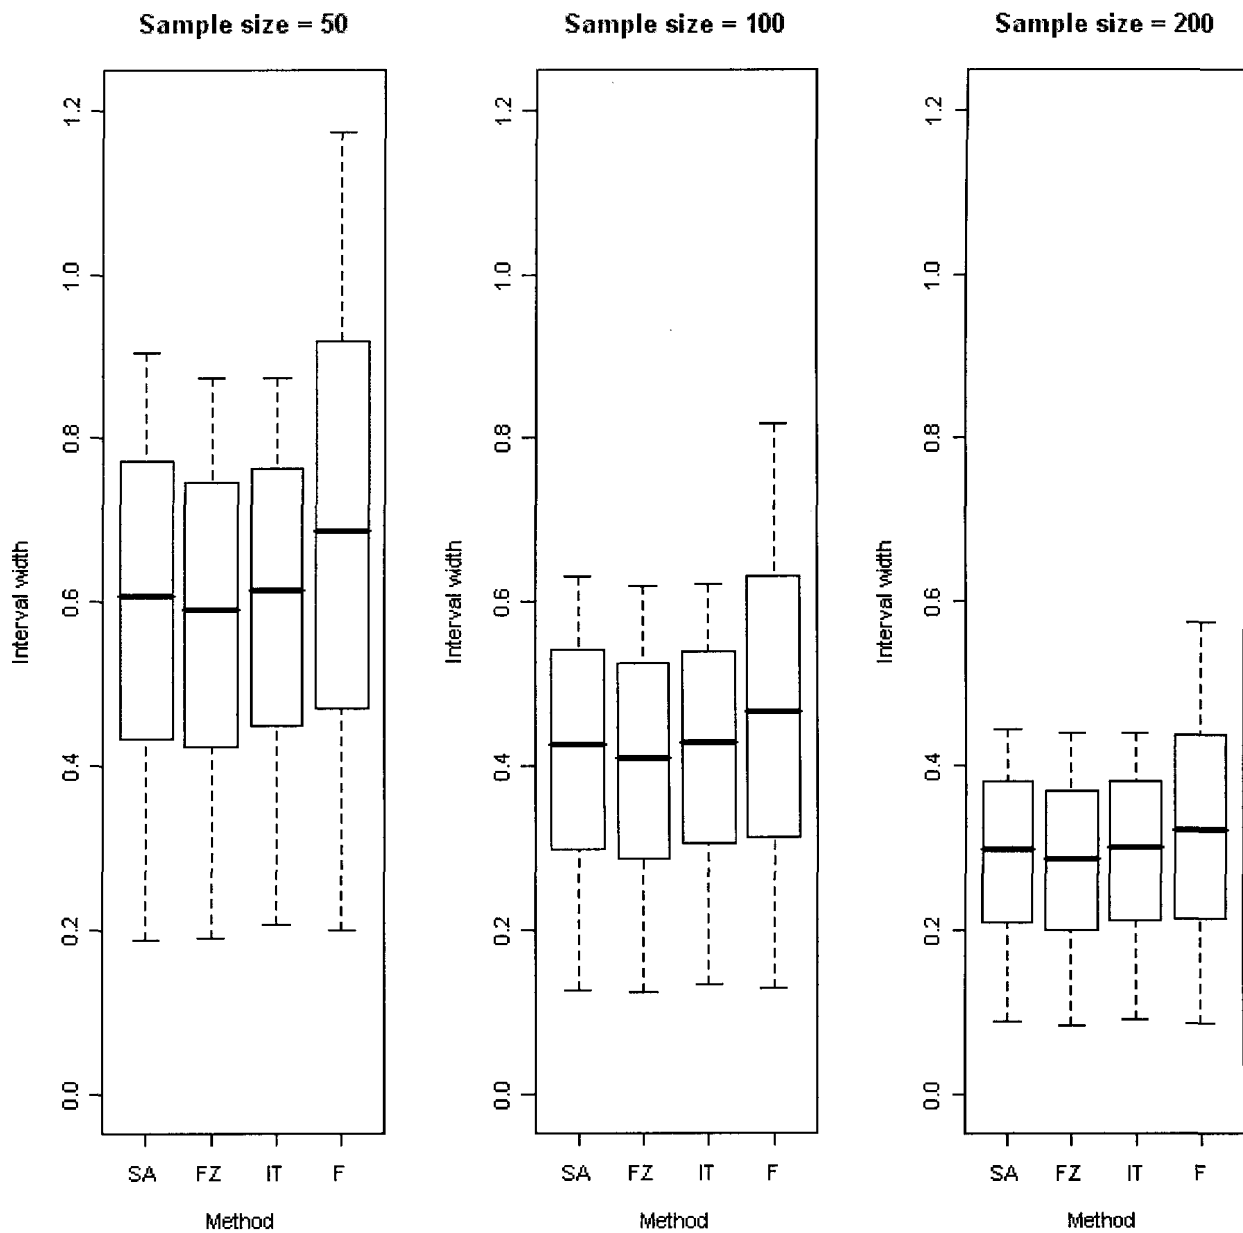 Sample size = 50
Interval width
0.0 0.2 0.4 0.6 0.8 1.0 1.2
SA FZ IT F
Method
Sample size = 100
Interval width
0.0 0.2 0.4 0.6 0.8 1.0 1.2
SA FZ IT F
Method
Sample size = 200
Interval width
0.0 0.2 0.4 0.6 0.8 1.0 1.2
SA FZ IT F
Method